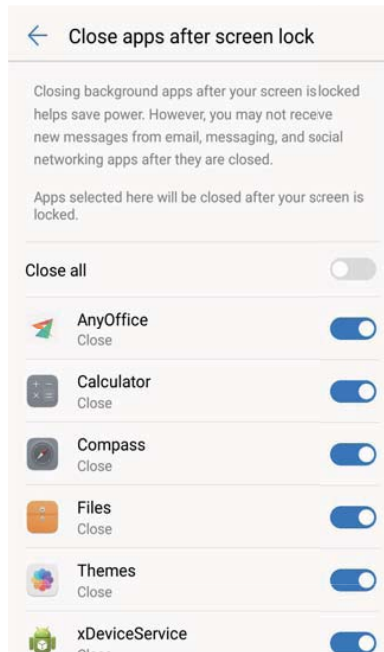 Close apps after screen lock
Closing background apps after your screen is locked
helps save power. However, you may not receve
new messages from email, messaging, and social
networking apps after they are closed.
Apps selected here will be closed after your screen is
locked.
Close all
AnyOffice
Close
Calculator
Close
Compass
Close
Files
Close
Themes
Close
xDeviceService
Close